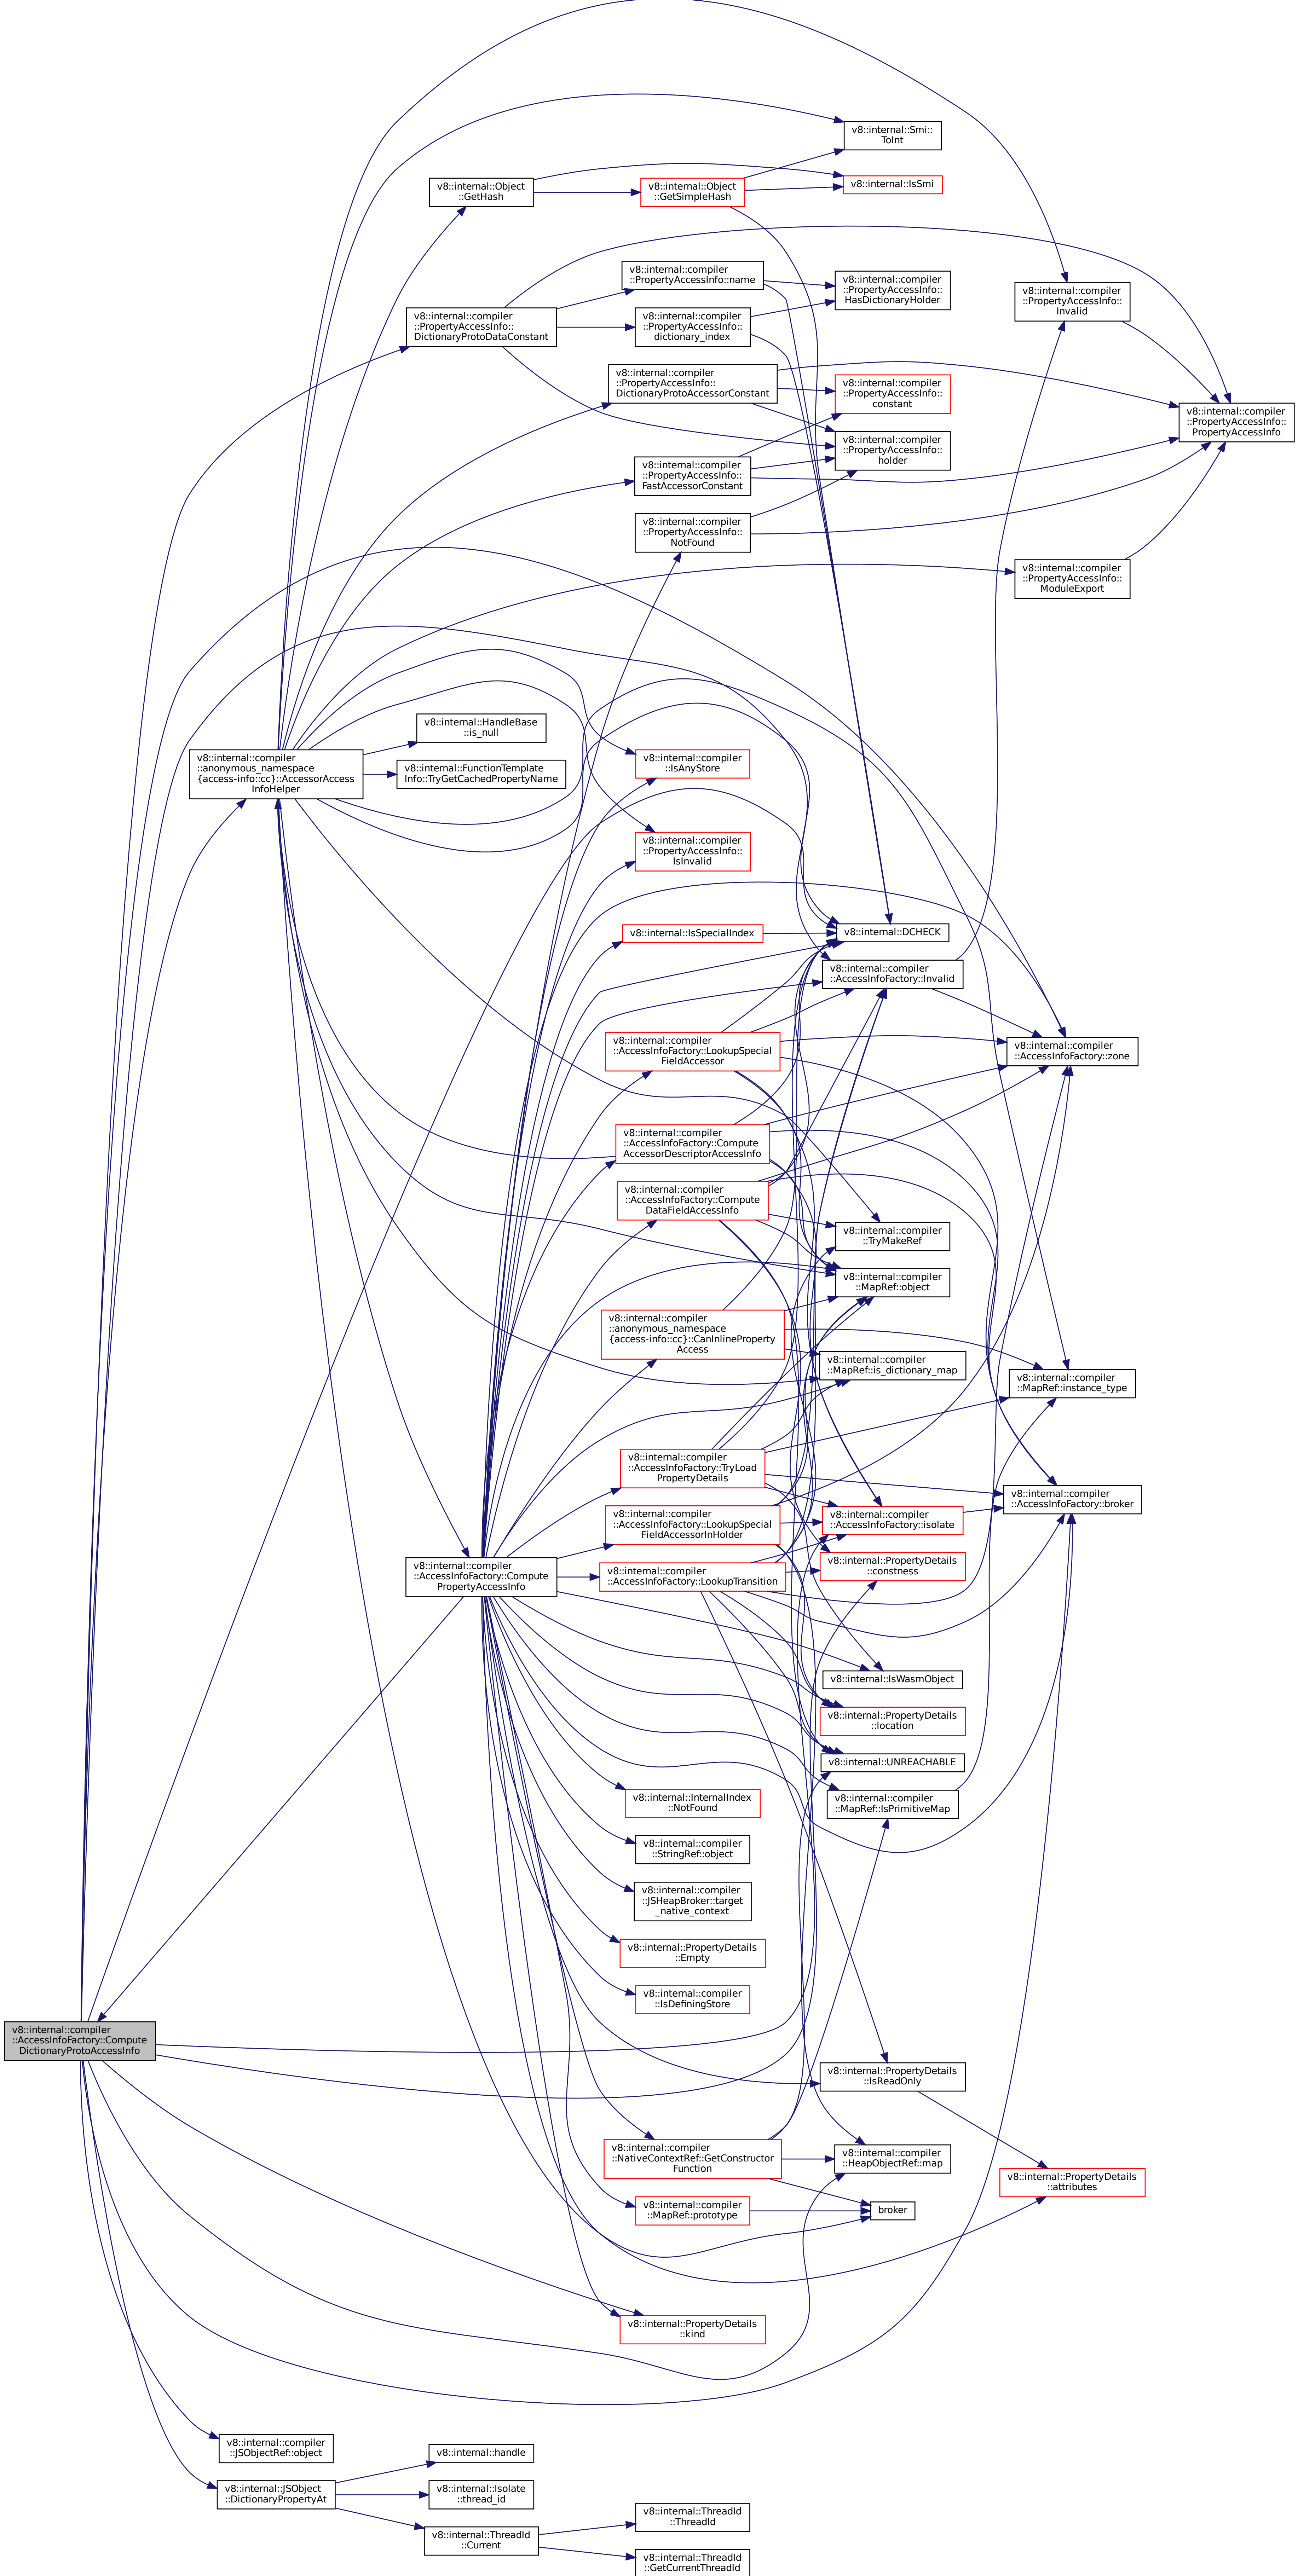 v8::internal::Smi::
ToInt
v8::internal::Object
::GetHash
v8::internal::Object
::GetSimpleHash
v8::internal::IsSmi
v8::internal::compiler
::PropertyAccessInfo::name
v8::internal::compiler
::PropertyAccessInfo::
HasDictionaryHolder
v8::internal::compiler
::PropertyAccessInfo::
Invalid
v8::internal::compiler
::PropertyAccessInfo::
DictionaryProtoDataConstant
v8::internal::compiler
::PropertyAccessInfo::
dictionary_index
v8::internal::compiler
::PropertyAccessInfo::
DictionaryProtoAccessorConstant
v8::internal::compiler
::PropertyAccessInfo::
constant
v8::internal::compiler
::PropertyAccessInfo::
PropertyAccessInfo
v8::internal::compiler
::PropertyAccessInfo::
holder
v8::internal::compiler
::PropertyAccessInfo::
FastAccessorConstant
v8::internal::compiler
::PropertyAccessInfo::
NotFound
v8::internal::compiler
::PropertyAccessInfo::
ModuleExport
v8::internal::HandleBase
::is_null
v8::internal::compiler
::anonymous_namespace
{access-info::cc}::AccessorAccess
InfoHelper
v8::internal::FunctionTemplate
Info::TryGetCachedPropertyName
v8::internal::compiler
::IsAnyStore
v8::internal::compiler
::PropertyAccessInfo::
IsInvalid
v8::internal::IsSpecialIndex
v8::internal::DCHECK
v8::internal::compiler
::AccessInfoFactory::Invalid
v8::internal::compiler
::AccessInfoFactory::LookupSpecial
FieldAccessor
v8::internal::compiler
::AccessInfoFactory::zone
v8::internal::compiler
::AccessInfoFactory::Compute
AccessorDescriptorAccessInfo
v8::internal::compiler
::AccessInfoFactory::Compute
DataFieldAccessInfo
v8::internal::compiler
::TryMakeRef
v8::internal::compiler
::MapRef::object
v8::internal::compiler
::anonymous_namespace
{access-info::cc}::CanInlineProperty
Access
v8::internal::compiler
::MapRef::is_dictionary_map
v8::internal::compiler
::MapRef::instance_type
v8::internal::compiler
::AccessInfoFactory::TryLoad
PropertyDetails
v8::internal::compiler
::AccessInfoFactory::broker
v8::internal::compiler
::AccessInfoFactory::LookupSpecial
FieldAccessorInHolder
v8::internal::compiler
::AccessInfoFactory::isolate
v8::internal::compiler
::AccessInfoFactory::Compute
PropertyAccessInfo
v8::internal::compiler
::AccessInfoFactory::LookupTransition
v8::internal::PropertyDetails
::constness
v8::internal::IsWasmObject
v8::internal::PropertyDetails
::location
v8::internal::UNREACHABLE
v8::internal::InternalIndex
::NotFound
v8::internal::compiler
::MapRef::IsPrimitiveMap
v8::internal::compiler
::StringRef::object
v8::internal::compiler
::JSHeapBroker::target
_native_context
v8::internal::PropertyDetails
::Empty
v8::internal::compiler
::IsDefiningStore
v8::internal::compiler
::AccessInfoFactory::Compute
DictionaryProtoAccessInfo
v8::internal::PropertyDetails
::IsReadOnly
v8::internal::compiler
::NativeContextRef::GetConstructor
Function
v8::internal::compiler
::HeapObjectRef::map
v8::internal::PropertyDetails
::attributes
v8::internal::compiler
::MapRef::prototype
broker
v8::internal::PropertyDetails
::kind
v8::internal::compiler
::JSObjectRef::object
v8::internal::handle
v8::internal::JSObject
::DictionaryPropertyAt
v8::internal::Isolate
::thread_id
v8::internal::ThreadId
::Current
v8::internal::ThreadId
::ThreadId
v8::internal::ThreadId
::GetCurrentThreadId